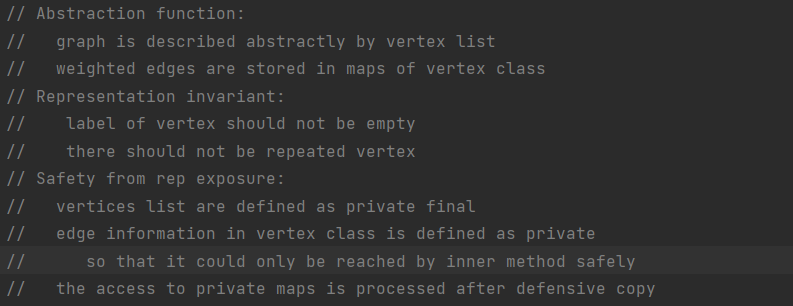 // Abstraction function:
//   graph is described abstractly by vertex list
//   weighted edges are stored in maps of vertex class
// Representation invariant:
//    label of vertex should not be empty
//    there should not be repeated vertex
// Safety from rep exposure:
//   vertices list are defined as private final
//   edge information in vertex class is defined as private
//      so that it could only be reached by inner method safely
//   the access to private maps is processed after defensive copy